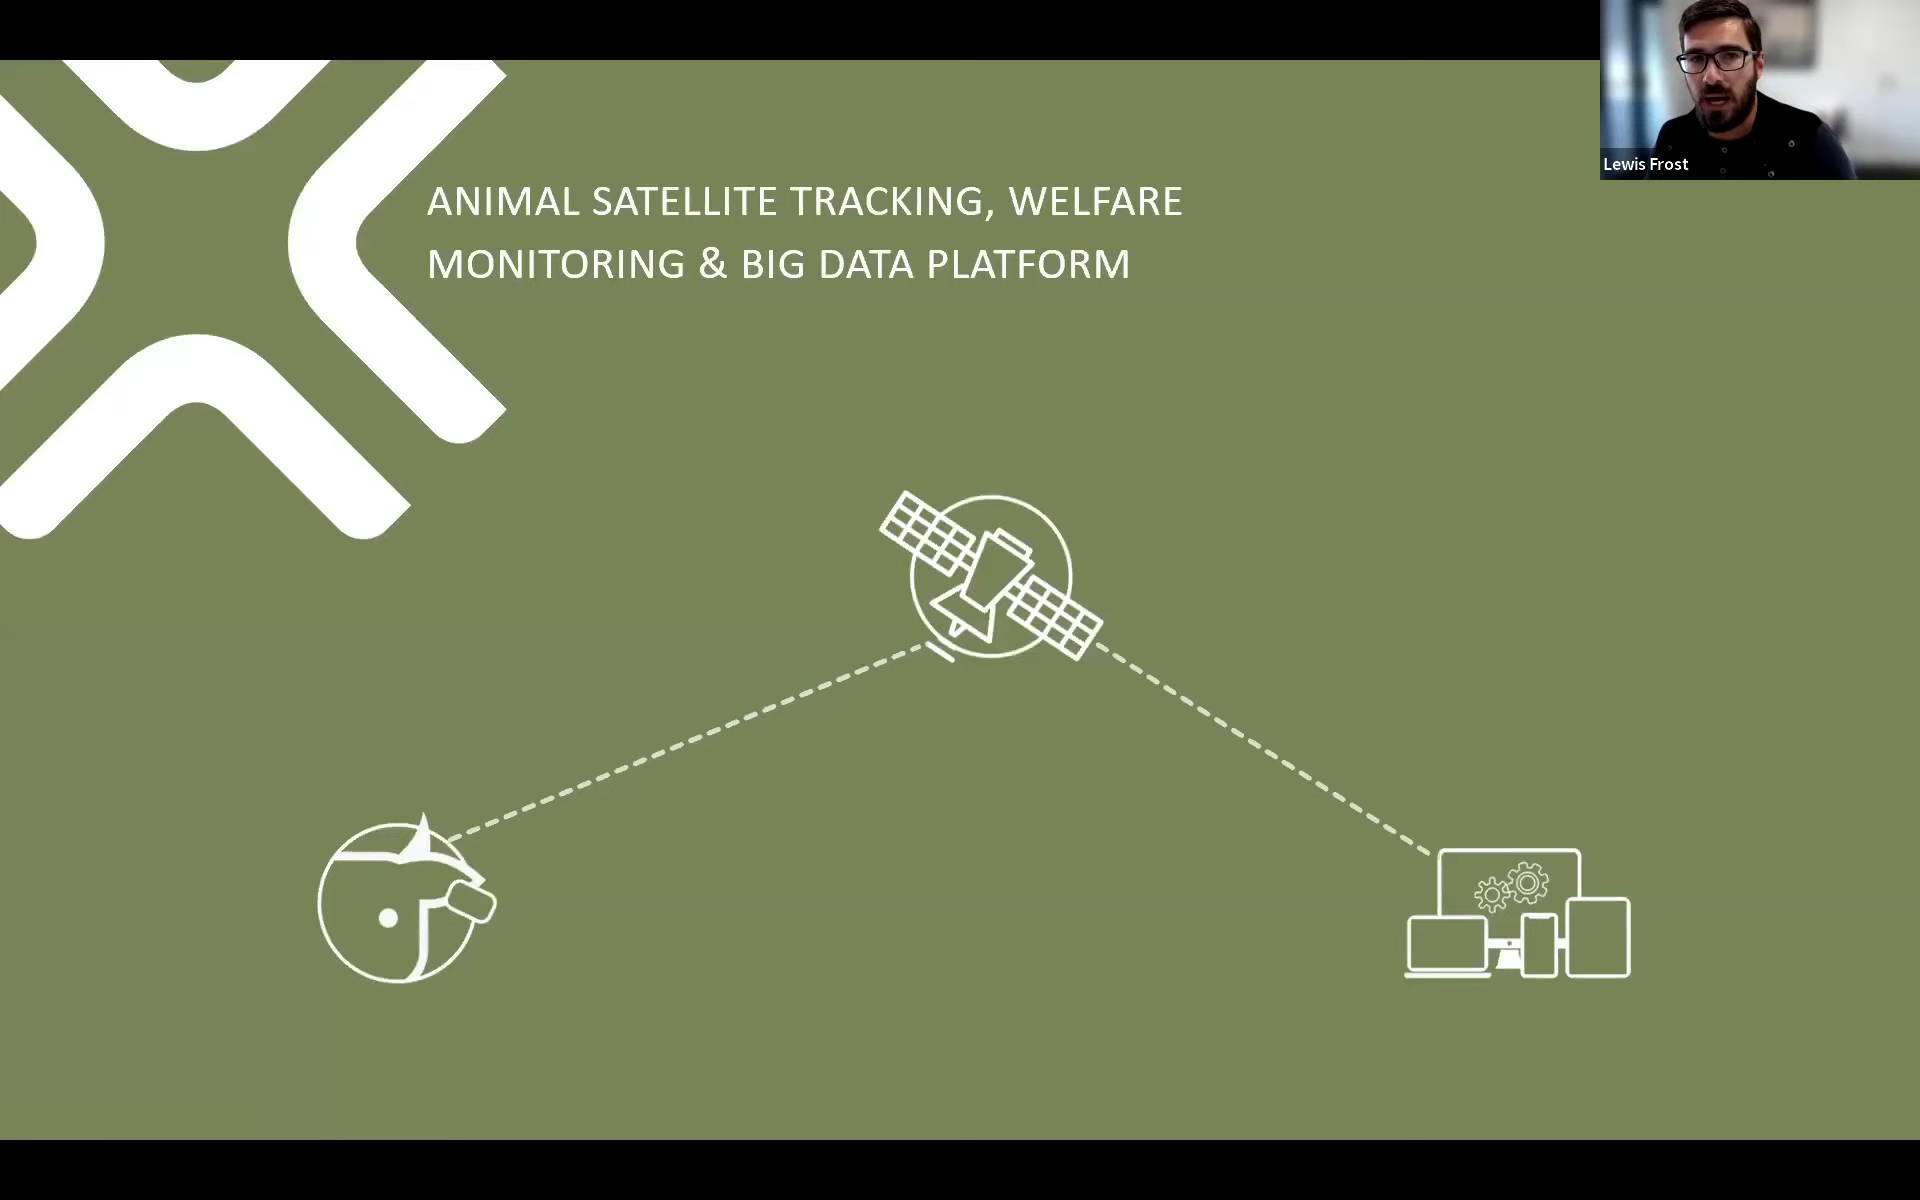 ANIMAL SATELLITE TRACKING, WELFARE
MONITORING & BIG DATA PLATFORM
Lewis Frost